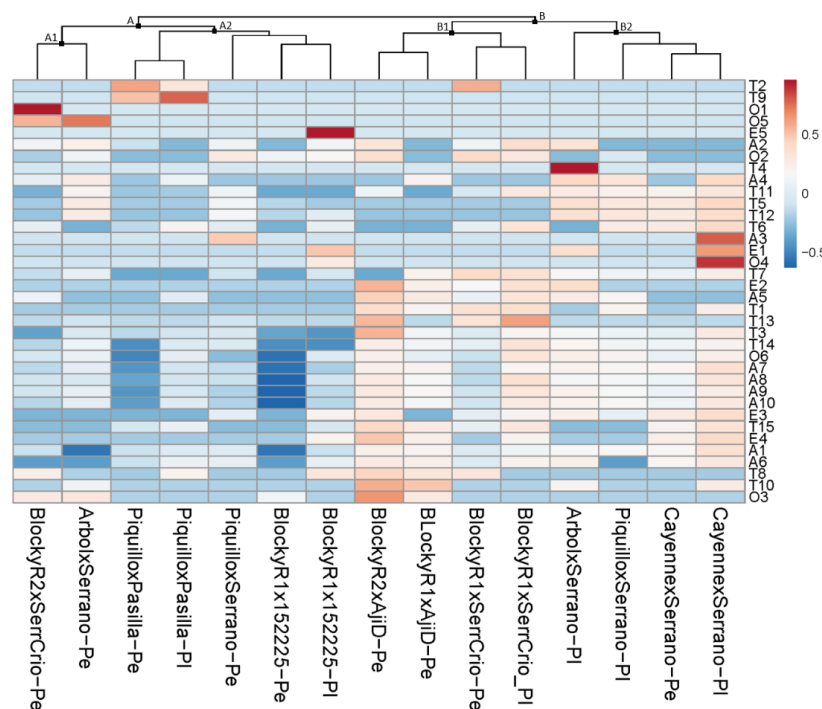 A
A2
B
A1
B1
B2
T2
T9
O1
O5
E5
A2
O2
T4
A4
T11
T5
T12
T6
A3
E1
O4
T7
E2
A5
T1
T13
T3
T14
O6
A7
A8
A9
A10
E3
T15
E4
A1
A6
T8
T10
O3
0.5
0
−0.5
BlockyR2xSerrCrio−Pe
ArbolxSerrano−Pe
PiquilloxPasilla−Pe
PiquilloxPasilla−Pl
PiquilloxSerrano−Pe
BlockyR1x152225−Pe
BlockyR1x152225−Pl
BlockyR2xAjiD−Pe
BLockyR1xAjiD−Pe
BlockyR1xSerrCrio−Pe
BlockyR1xSerrCrio_Pl
ArbolxSerrano−Pl
PiquilloxSerrano−Pl
CayennexSerrano−Pe
CayennexSerrano−Pl